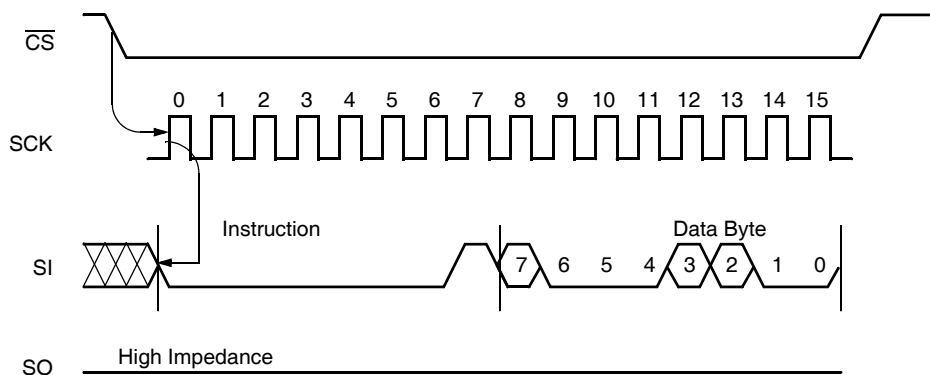 CS
0 1 2 3 4 5 6 7 8 9 10 11 12 13 14 15
SCK
Instruction
Data Byte
SI
7 6 5 4 3 2 1 0
High Impedance
SO